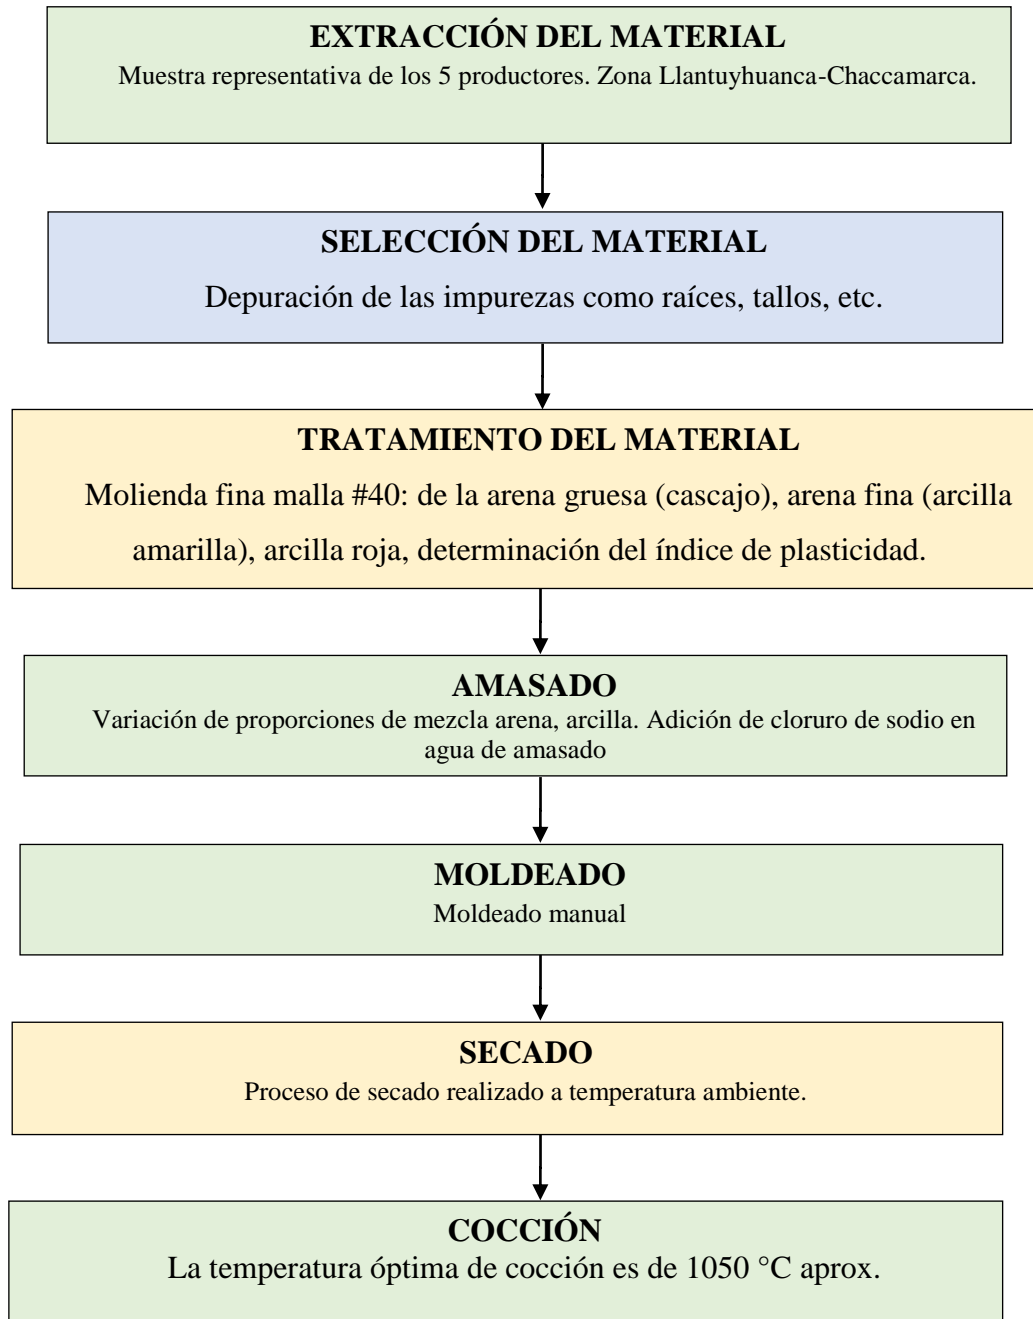 EXTRACCIÓN DEL MATERIAL
Muestra representativa de los 5 productores. Zona Llantuyhuanca-Chaccamarca.
SELECCIÓN DEL MATERIAL
Depuración de las impurezas como raíces, tallos, etc.
TRATAMIENTO DEL MATERIAL
Molienda fina malla #40: de la arena gruesa (cascajo), arena fina (arcilla
amarilla), arcilla roja, determinación del índice de plasticidad.
AMASADO
Variación de proporciones de mezcla arena, arcilla. Adición de cloruro de sodio en
agua de amasado
MOLDEADO
Moldeado manual
SECADO
Proceso de secado realizado a temperatura ambiente.
COCCIÓN
La temperatura óptima de cocción es de 1050 °C aprox.